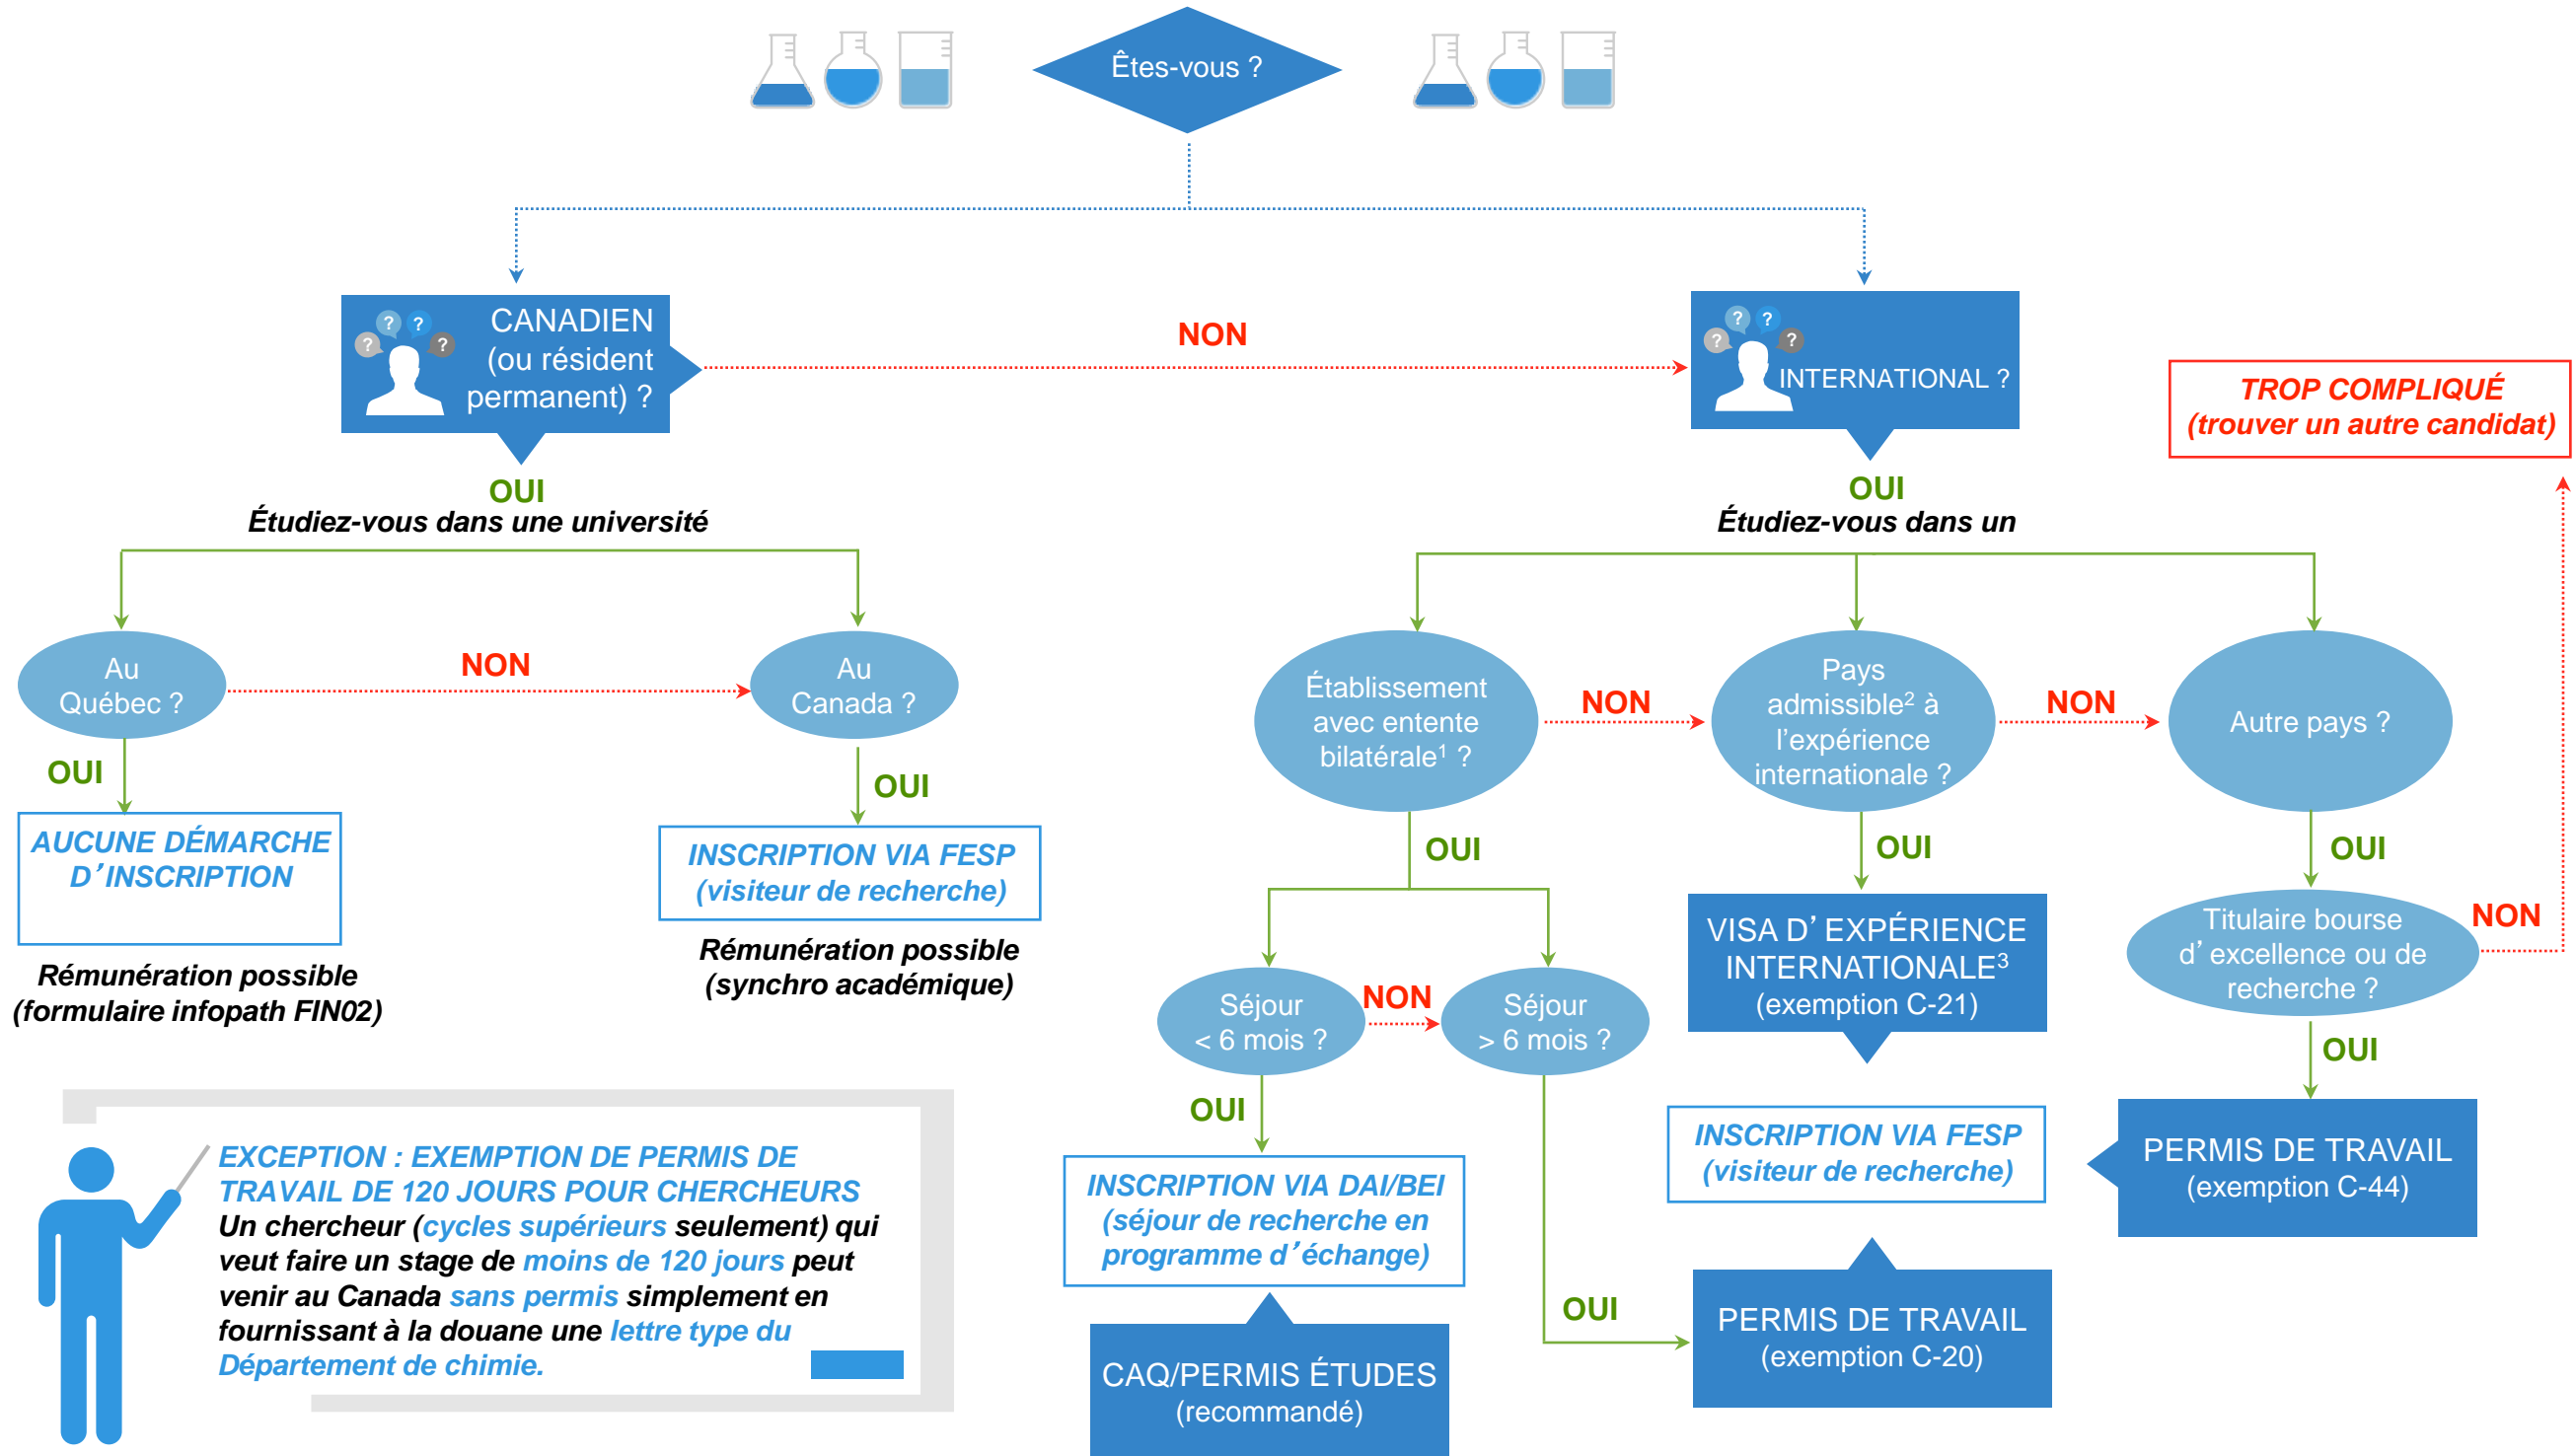 Êtes-vous ?
? ? ? ?
CANADIEN
(ou résident
permanent) ?
NON
? ? ? ?
INTERNATIONAL ?
TROP COMPLIQUÉ
(trouver un autre candidat)
OUI
Étudiez-vous dans une université
OUI
Étudiez-vous dans un
Au
Québec ?
NON
Au
Canada ?
Établissement
avec entente
bilatérale1 ?
NON
Pays
admissible2 à
l’expérience
internationale ?
NON
Autre pays ?
OUI
OUI
OUI
OUI
OUI
AUCUNE DÉMARCHE
D’INSCRIPTION
Rémunération possible
(formulaire infopath FIN02)
INSCRIPTION VIA FESP
(visiteur de recherche)
Rémunération possible
(synchro académique)
Séjour
< 6 mois ?
NON
Séjour
> 6 mois ?
VISA D’ EXPÉRIENCE
INTERNATIONALE3
(exemption C-21)
Titulaire bourse
d’ excellence ou de
recherche ?
NON
OUI
OUI
INSCRIPTION VIA DAI/BEI
(séjour de recherche en
programme d’échange)
INSCRIPTION VIA FESP
(visiteur de recherche)
PERMIS DE TRAVAIL
(exemption C-44)
OUI
CAQ/PERMIS ÉTUDES
(recommandé)
PERMIS DE TRAVAIL
(exemption C-20)
EXCEPTION : EXEMPTION DE PERMIS DE
TRAVAIL DE 120 JOURS POUR CHERCHEURS
Un chercheur (cycles supérieurs seulement) qui
veut faire un stage de moins de 120 jours peut
venir au Canada sans permis simplement en
fournissant à la douane une lettre type du
Département de chimie.